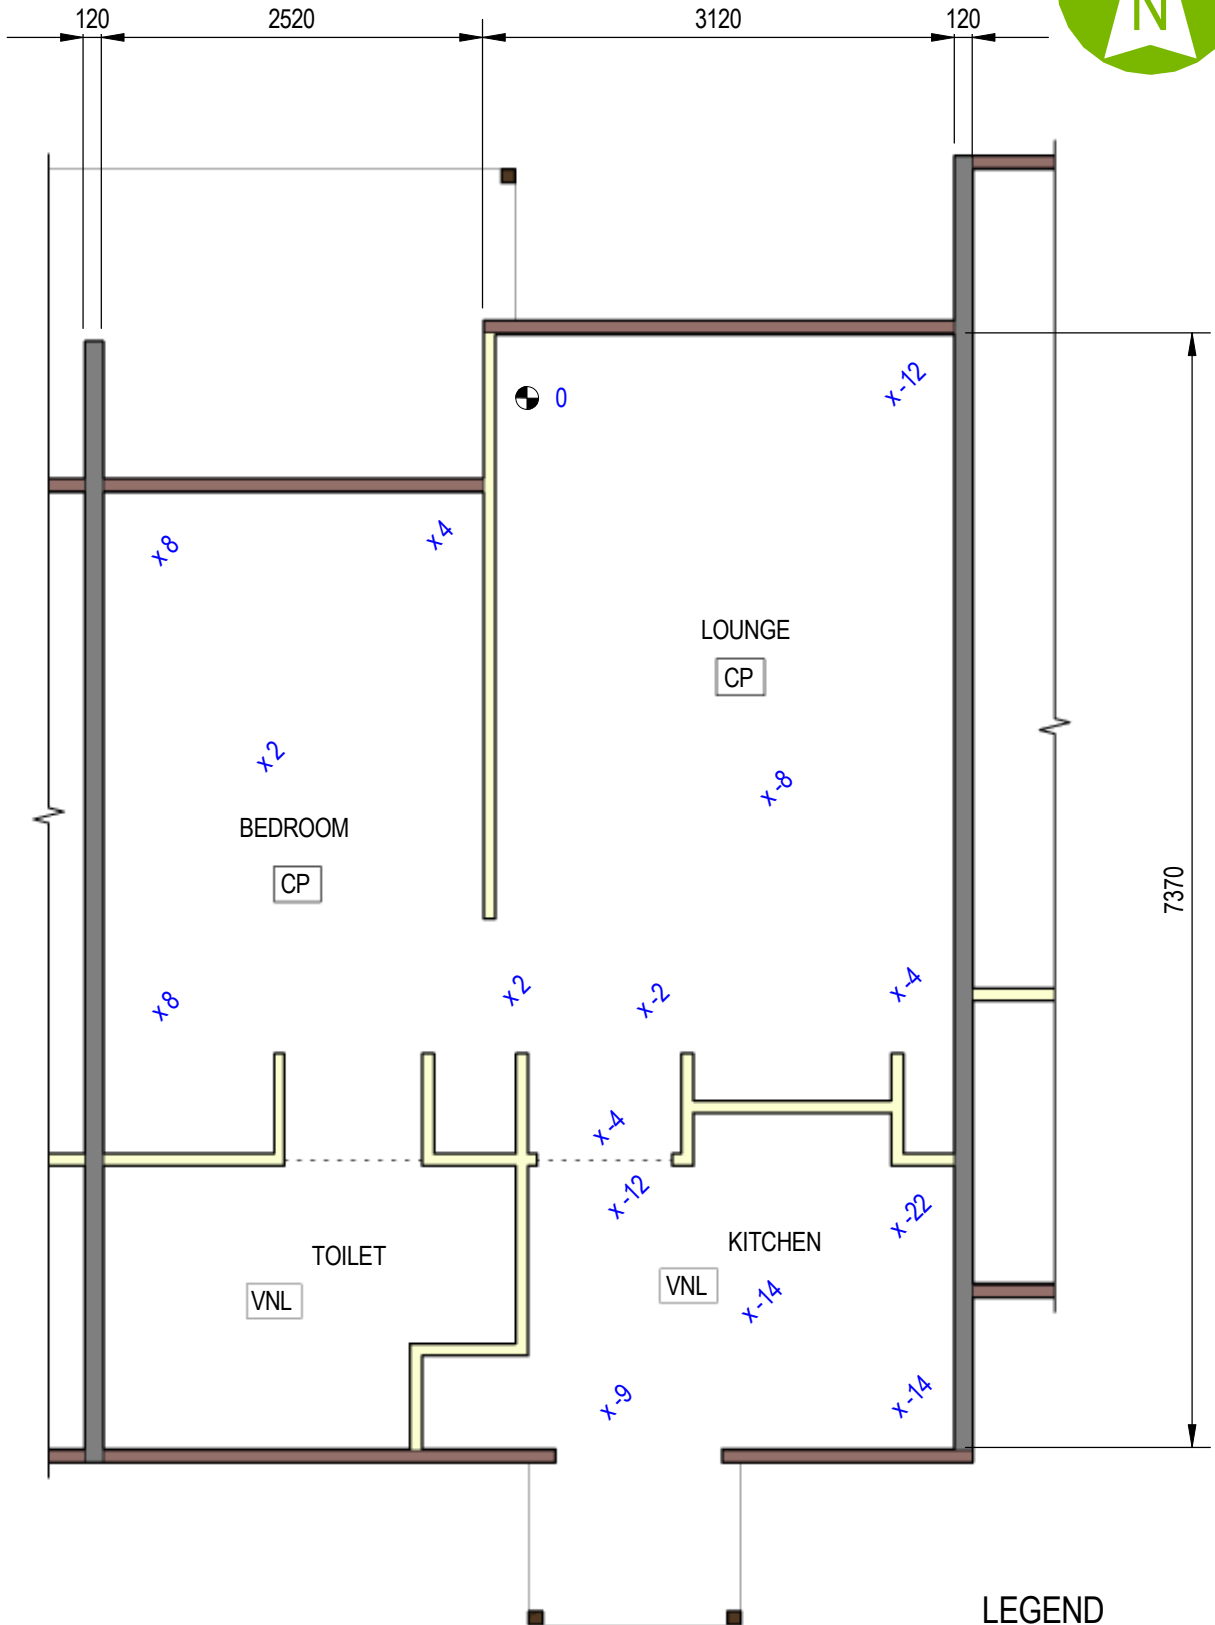 120 2520 3120 120
N
0
x -12
x 8
x 4
LOUNGE
CP
x 2
x -8
BEDROOM
CP
7370
x 8
x 2
x -2
x -4
x -4
x -12
x -22
KITCHEN
TOILET
VNL
VNL
x -14
x -9
x -14
LEGEND